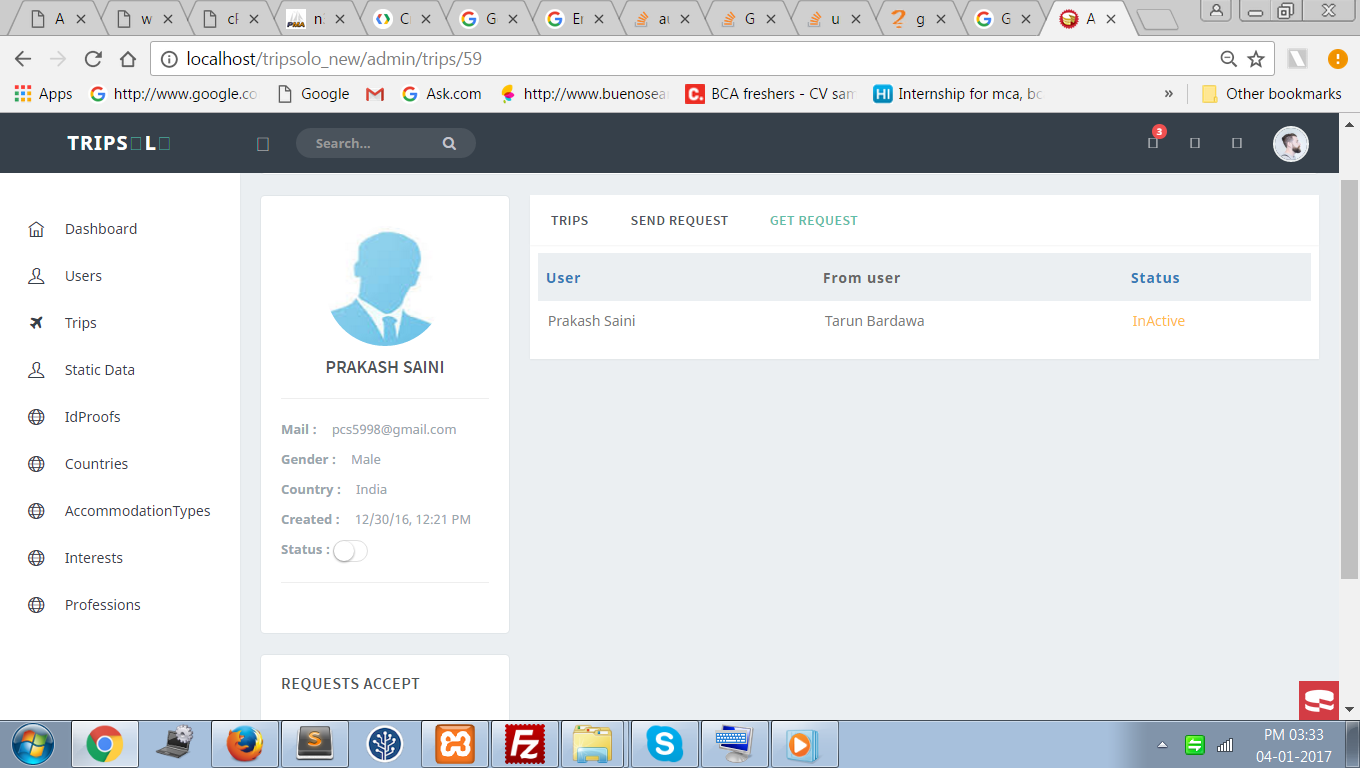 A
w
cF
n
C
G
Er
au
G
u
g
G
A
localhost/tripsolo_new/admin/trips/59
Apps
http://www.google.co
Google
Ask.com
http://www.buenosear
BCA freshers - CV sam
Internship for mca, bc
»
Other bookmarks
TRIPS▯L▯
Search...
3
Dashboard
Users
Trips
Static Data
IdProofs
Countries
AccommodationTypes
Interests
Professions
PRAKASH SAINI
Mail : pcs5998@gmail.com
Gender : Male
Country : India
Created : 12/30/16, 12:21 PM
Status :
REQUESTS ACCEPT
TRIPS SEND REQUEST GET REQUEST
User From user Status
Prakash Saini Tarun Bardawa InActive
PM 03:33
04-01-2017